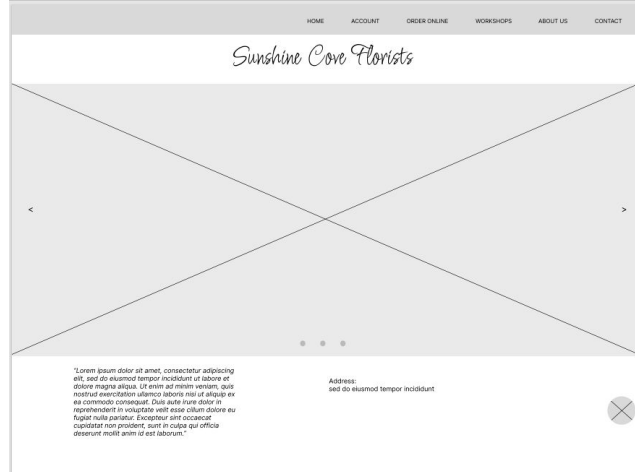 HOME ACCOUNT ORDER ONLINE WORKSHOPS ABOUT US CONTACT
Sunshine Cove Florists
< >
"Lorem ipsum dolor sit amet, consectetur adipiscing
elit, sed do eiusmod tempor incididunt ut labore et
dolore magna aliqua. Ut enim ad minim veniam, quis
nostrud exercitation ullamco laboris nisi ut aliquip ex
ea commodo consequat. Duis aute irure dolor in
reprehenderit in voluptate velit esse cillum dolore eu
fugiat nulla pariatur. Excepteur sint occaecat
cupidatat non proident, sunt in culpa qui officia
deserunt mollit anim id est laborum."
Address:
sed do eiusmod tempor incididunt